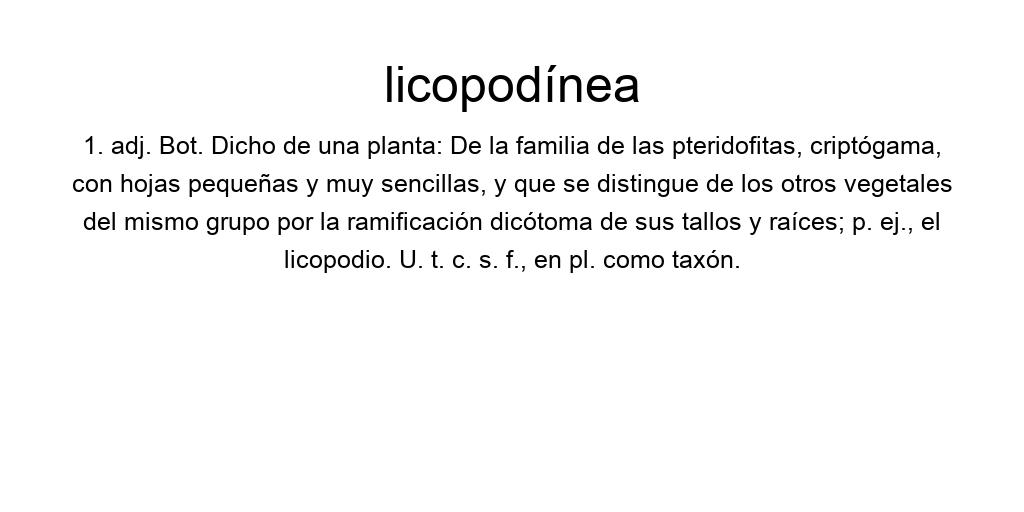 licopodínea
1. adj. Bot. Dicho de una planta: De la familia de las pteridofitas, criptógama,
con hojas pequeñas y muy sencillas, y que se distingue de los otros vegetales
del mismo grupo por la ramificación dicótoma de sus tallos y raíces; p. ej., el
licopodio. U. t. c. s. f., en pl. como taxón.